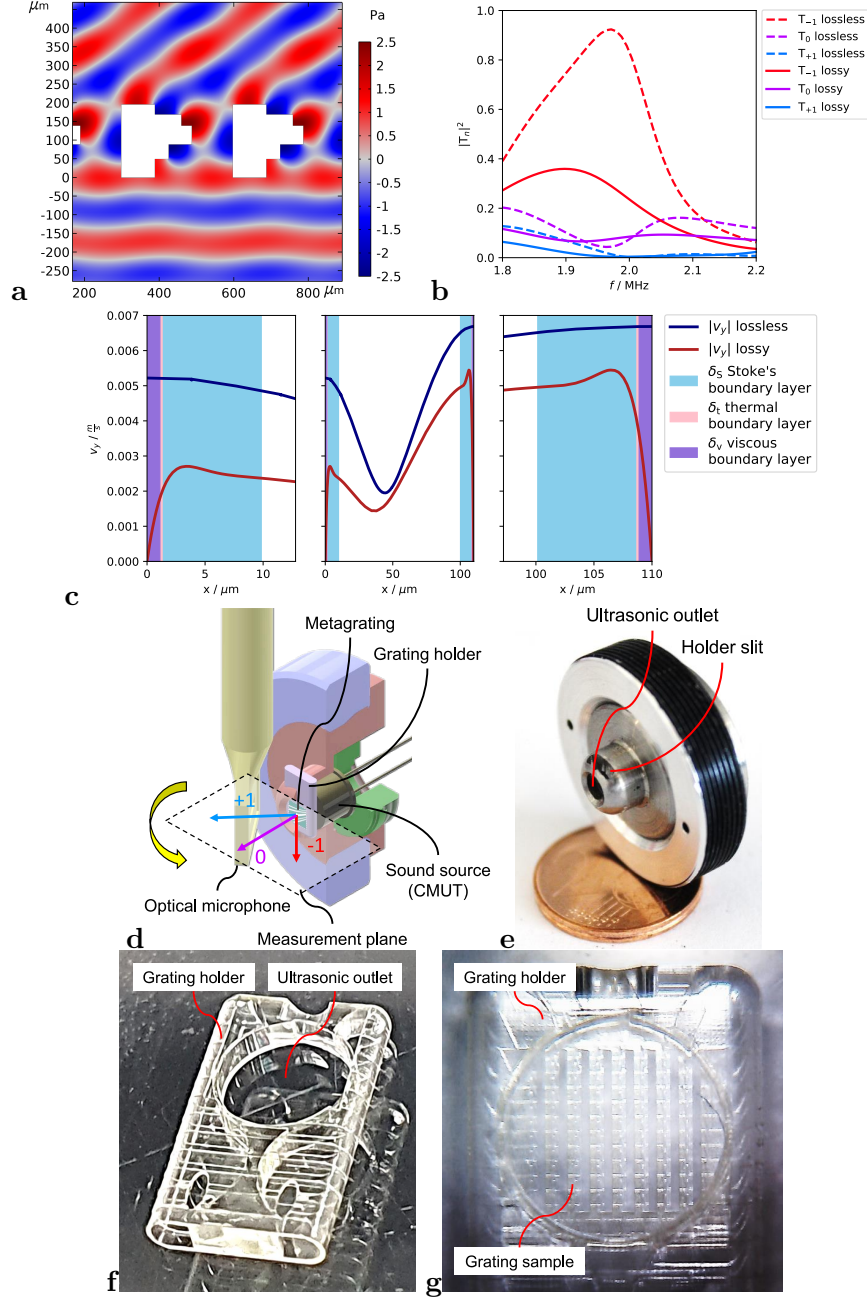 μm
Pa
450
400
350
300
250
200
150
100
50
0
-50
-100
-150
-200
-250
200
400
600
800
μm
2.5
2
1.5
1
0.5
0
-0.5
-1
-1.5
-2
-2.5
a
|Tₙ|²
1.0
0.8
0.6
0.4
0.2
0.0
1.8
1.9
2.0
2.1
2.2
f / MHz
T₋₁ lossless
T₀ lossless
T₊₁ lossless
T₋₁ lossy
T₀ lossy
T₊₁ lossy
b
v_y / m/s
0.007
0.006
0.005
0.004
0.003
0.002
0.001
0.000
0
5
10
x / μm
0
50
100
x / μm
100
105
110
x / μm
|v_y| lossless
|v_y| lossy
δ_S Stoke's
boundary layer
δ_t thermal
boundary layer
δ_v viscous
boundary layer
c
Metagrating
Grating holder
+1
0
-1
Sound source
(CMUT)
Optical microphone
Measurement plane
d
Ultrasonic outlet
Holder slit
e
Grating holder
Ultrasonic outlet
f
Grating holder
Grating sample
g